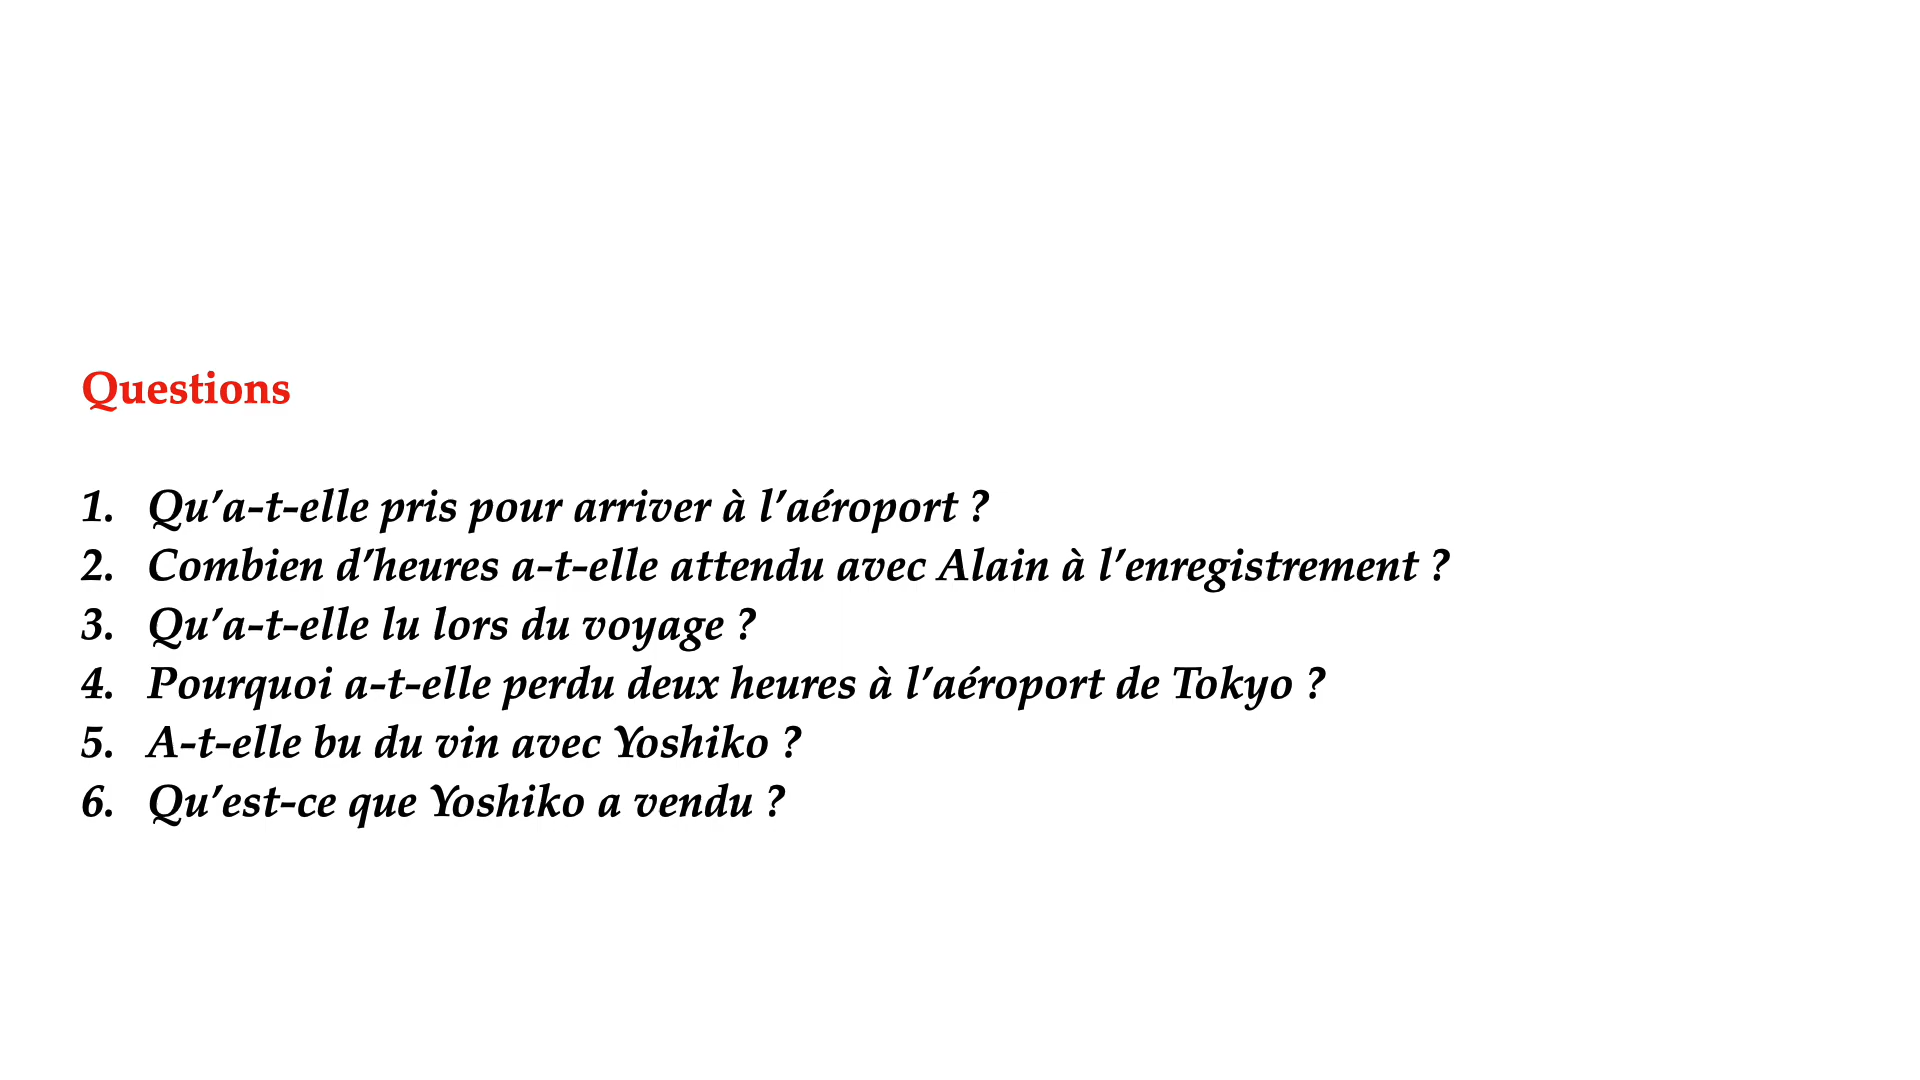 Questions
1. Qu’a-t-elle pris pour arriver à l’aéroport ?
2. Combien d’heures a-t-elle attendu avec Alain à l’enregistrement ?
3. Qu’a-t-elle lu lors du voyage ?
4. Pourquoi a-t-elle perdu deux heures à l’aéroport de Tokyo ?
5. A-t-elle bu du vin avec Yoshiko ?
6. Qu’est-ce que Yoshiko a vendu ?